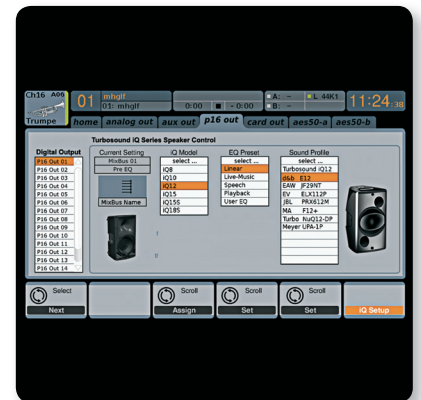 Ch16 A06
01 mhglf
01: mhglf
0:00 - 0:00
A: -
B: -
L 44K1
11:24:38
Trumpe
home analog out aux out p16 out card out aes50-a aes50-b
Turbosound iQ Series Speaker Control
Digital Output
P16 Out 01
P16 Out 02
P16 Out 03
P16 Out 04
P16 Out 05
P16 Out 06
P16 Out 07
P16 Out 08
P16 Out 09
P16 Out 10
P16 Out 11
P16 Out 12
P16 Out 13
P16 Out 14
Current Setting
MixBus 01
Pre EQ
MixBus Name
iQ Model
select ...
iQ8
iQ10
iQ12
iQ15
iQ15S
iQ18S
EQ Preset
select ...
Linear
Live-Music
Speech
Playback
User EQ
Sound Profile
select ...
Turbosound iQ12
d&b E12
EAW JF29NT
EV ELX112P
JBL PRX612M
MA F12+
Turbo NuQ12-DP
Meyer UPA-1P
Select
Next
Scroll
Assign
Scroll
Set
Scroll
Set
iQ Setup